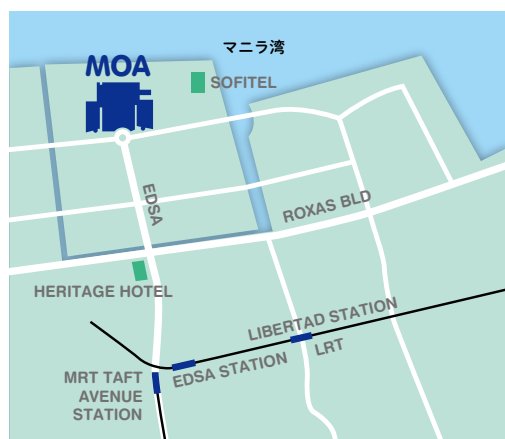 マニラ湾
MOA
SOFITEL
EDSA
ROXAS BLD
HERITAGE HOTEL
LIBERTAD STATION
LRT
EDSA STATION
MRT TAFT
AVENUE
STATION